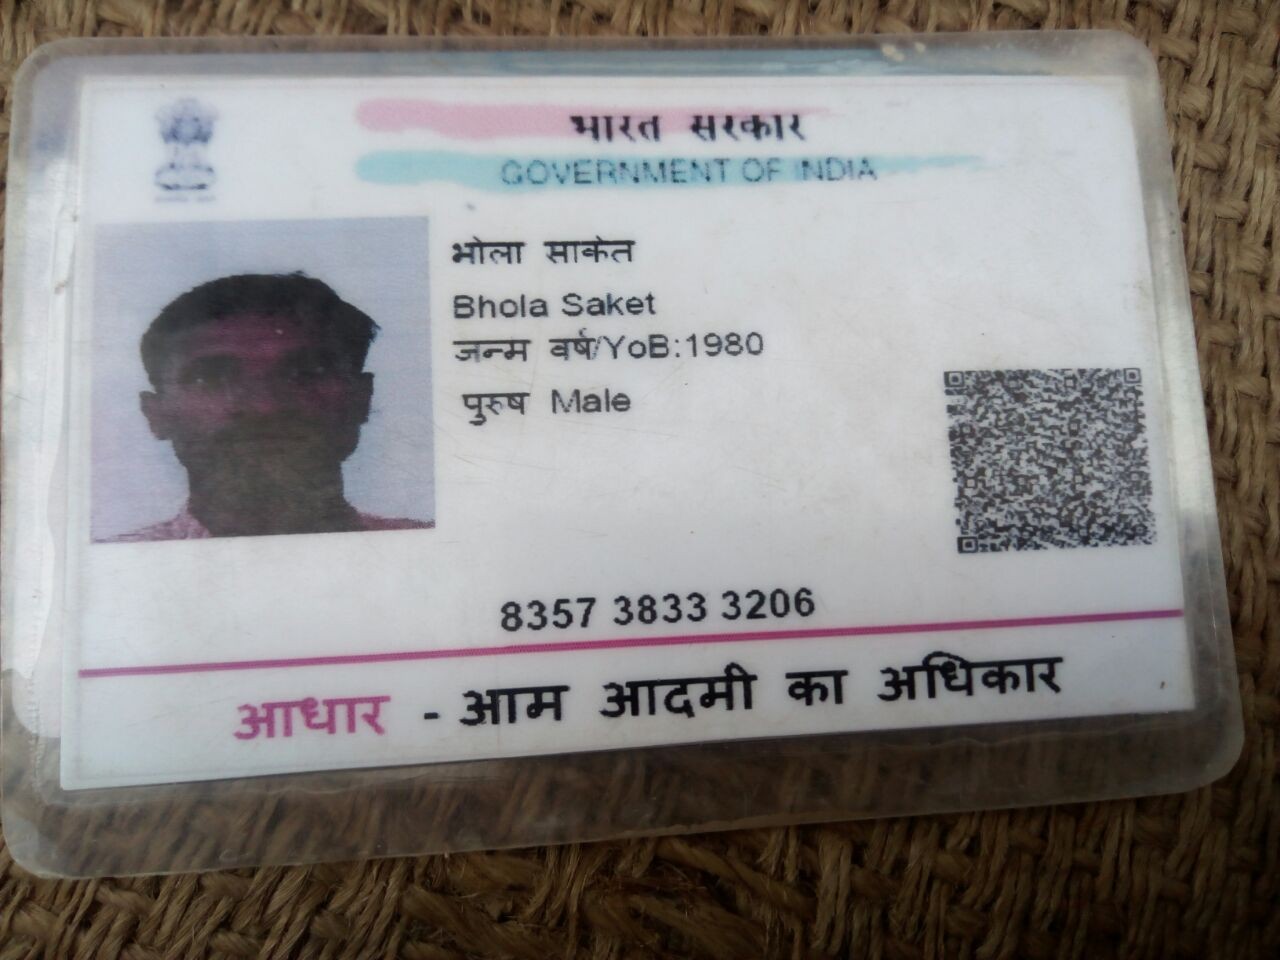 भारत सरकार
GOVERNMENT OF INDIA
भोला साकेत
Bhola Saket
जन्म वर्ष/YoB:1980
पुरुष Male
8357 3833 3206
आधार - आम आदमी का अधिकार